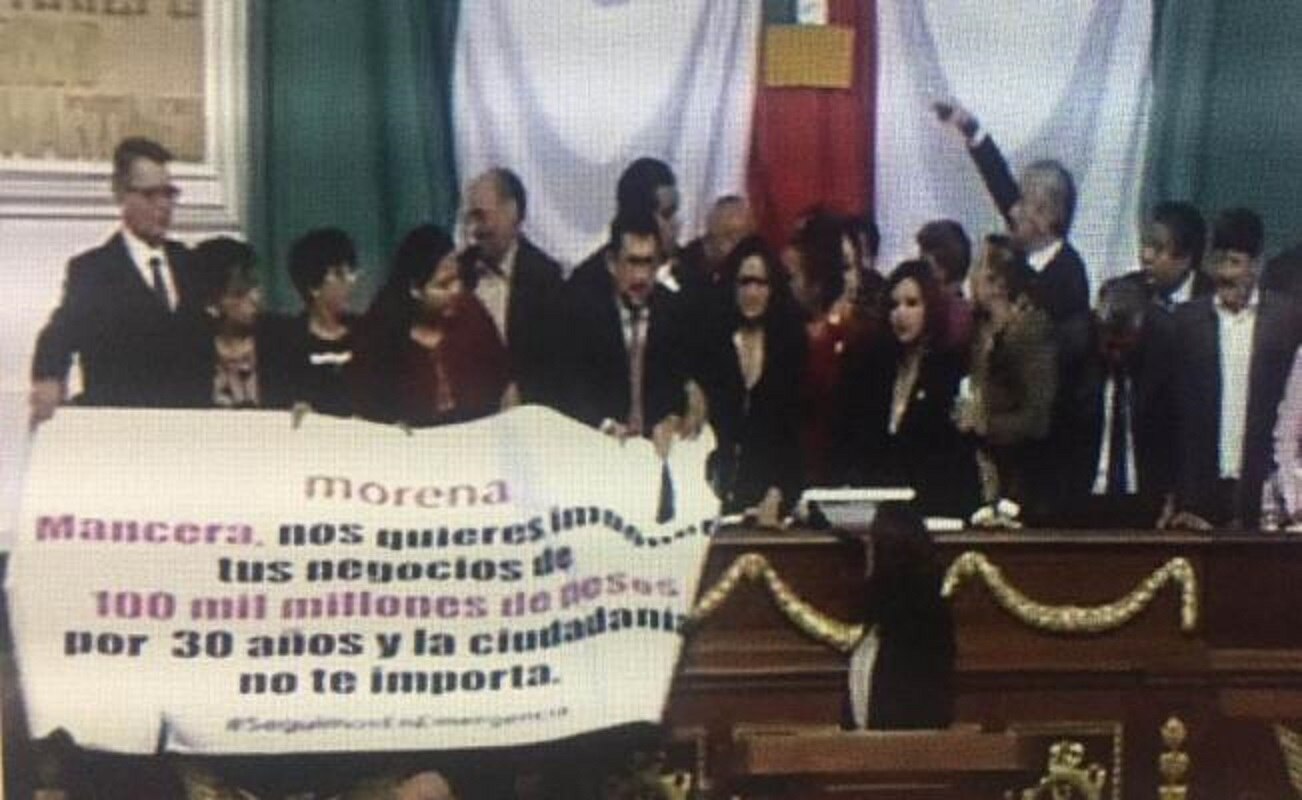 morena
Mancera, nos quieres
tus negocios de
100 mil millones de pesos
por 30 años y la ciudadanía
no te importa.
#SeguimosEnEmergencia